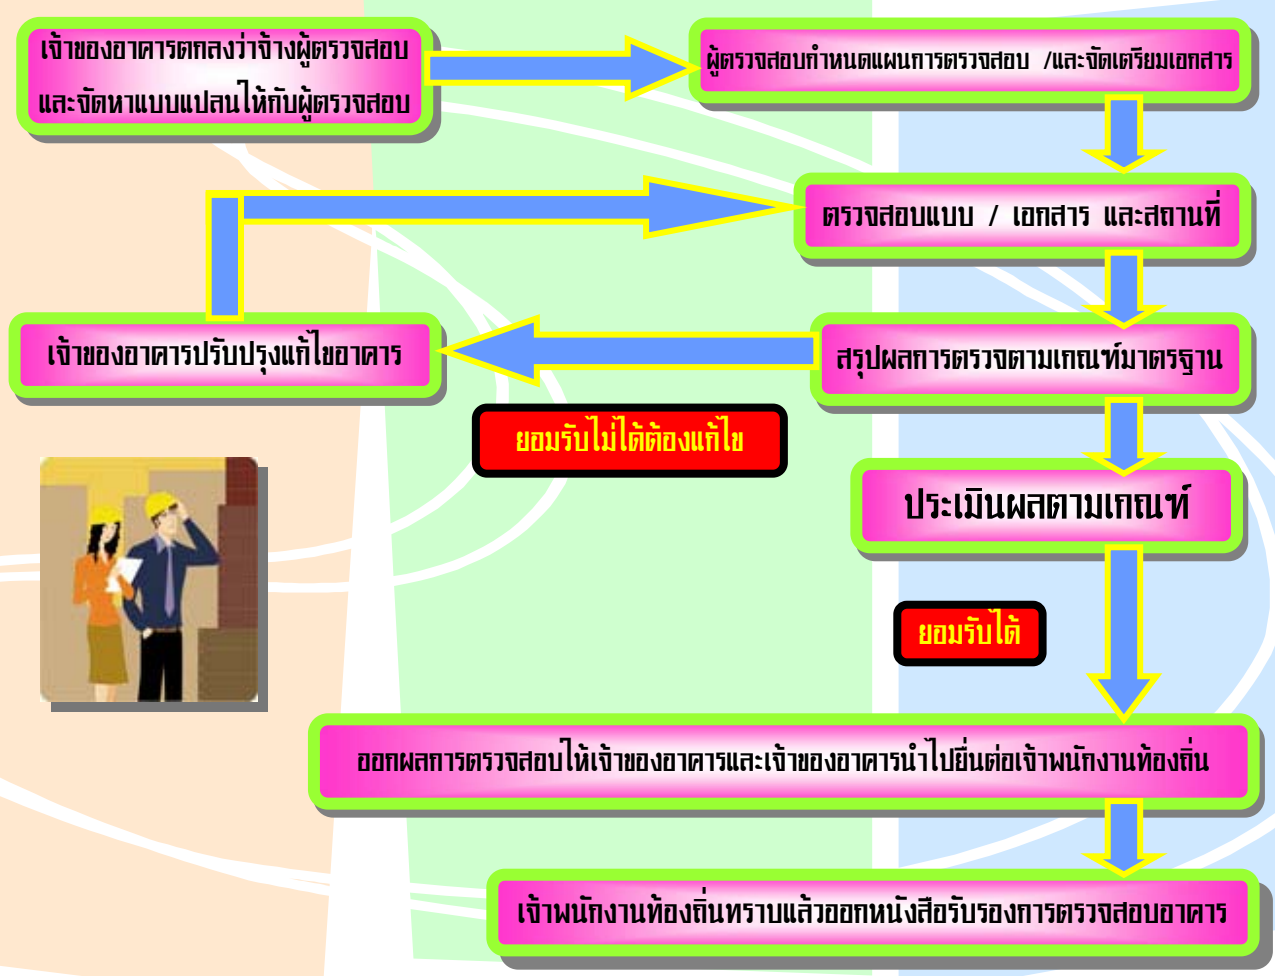 เจ้าของอาคารตกลงว่าจ้างผู้ตรวจสอบ
และจัดหาแบบแปลนให้กับผู้ตรวจสอบ
ผู้ตรวจสอบกำหนดแผนการตรวจสอบ /และจัดเตรียมเอกสาร
ตรวจสอบแบบ / เอกสาร และสถานที่
เจ้าของอาคารปรับปรุงแก้ไขอาคาร
สรุปผลการตรวจตามเกณฑ์มาตรฐาน
ยอมรับไม่ได้ต้องแก้ไข
ประเมินผลตามเกณฑ์
ยอมรับได้
ออกผลการตรวจสอบให้เจ้าของอาคารและเจ้าของอาคารนำไปยื่นต่อเจ้าพนักงานท้องถิ่น
เจ้าพนักงานท้องถิ่นทราบแล้วออกหนังสือรับรองการตรวจสอบอาคาร